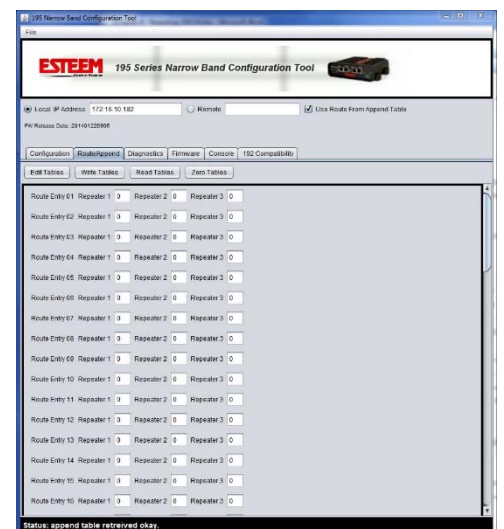 195 Narrow Band Configuration Tool
File
ESTEEM 195 Series Narrow Band Configuration Tool
Local IP Address 172.16.10.182 Remote Use Route From Append Table
FW Release Date: 201401220906
Configuration Route/Append Diagnostics Firmware Console 192 Compatibility
Edit Tables Write Tables Read Tables Zero Tables
Route Entry 01 Repeater 1 0 Repeater 2 0 Repeater 3 0
Route Entry 02 Repeater 1 0 Repeater 2 0 Repeater 3 0
Route Entry 03 Repeater 1 0 Repeater 2 0 Repeater 3 0
Route Entry 04 Repeater 1 0 Repeater 2 0 Repeater 3 0
Route Entry 05 Repeater 1 0 Repeater 2 0 Repeater 3 0
Route Entry 06 Repeater 1 0 Repeater 2 0 Repeater 3 0
Route Entry 07 Repeater 1 0 Repeater 2 0 Repeater 3 0
Route Entry 08 Repeater 1 0 Repeater 2 0 Repeater 3 0
Route Entry 09 Repeater 1 0 Repeater 2 0 Repeater 3 0
Route Entry 10 Repeater 1 0 Repeater 2 0 Repeater 3 0
Route Entry 11 Repeater 1 0 Repeater 2 0 Repeater 3 0
Route Entry 12 Repeater 1 0 Repeater 2 0 Repeater 3 0
Route Entry 13 Repeater 1 0 Repeater 2 0 Repeater 3 0
Route Entry 14 Repeater 1 0 Repeater 2 0 Repeater 3 0
Route Entry 15 Repeater 1 0 Repeater 2 0 Repeater 3 0
Route Entry 16 Repeater 1 0 Repeater 2 0 Repeater 3 0
Status: append table retreived okay.